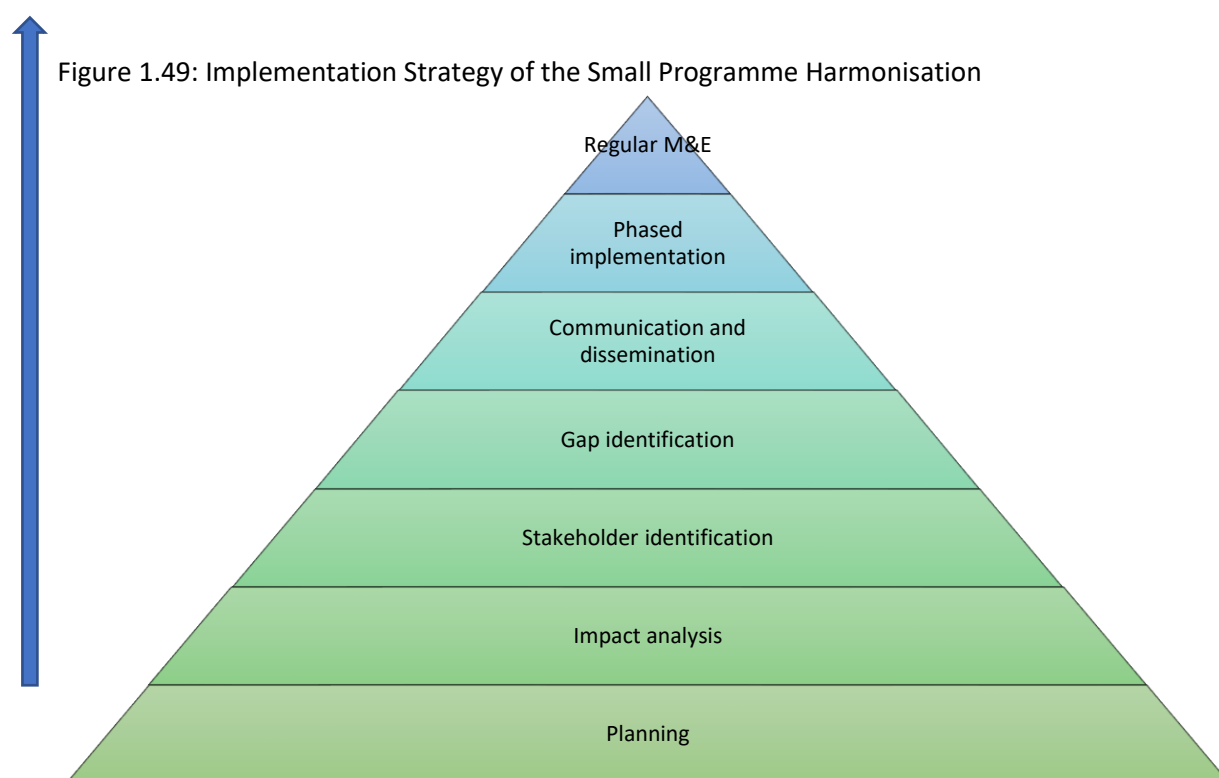 Figure 1.49: Implementation Strategy of the Small Programme Harmonisation
Regular M&E
Phased
implementation
Communication and
dissemination
Gap identification
Stakeholder identification
Impact analysis
Planning